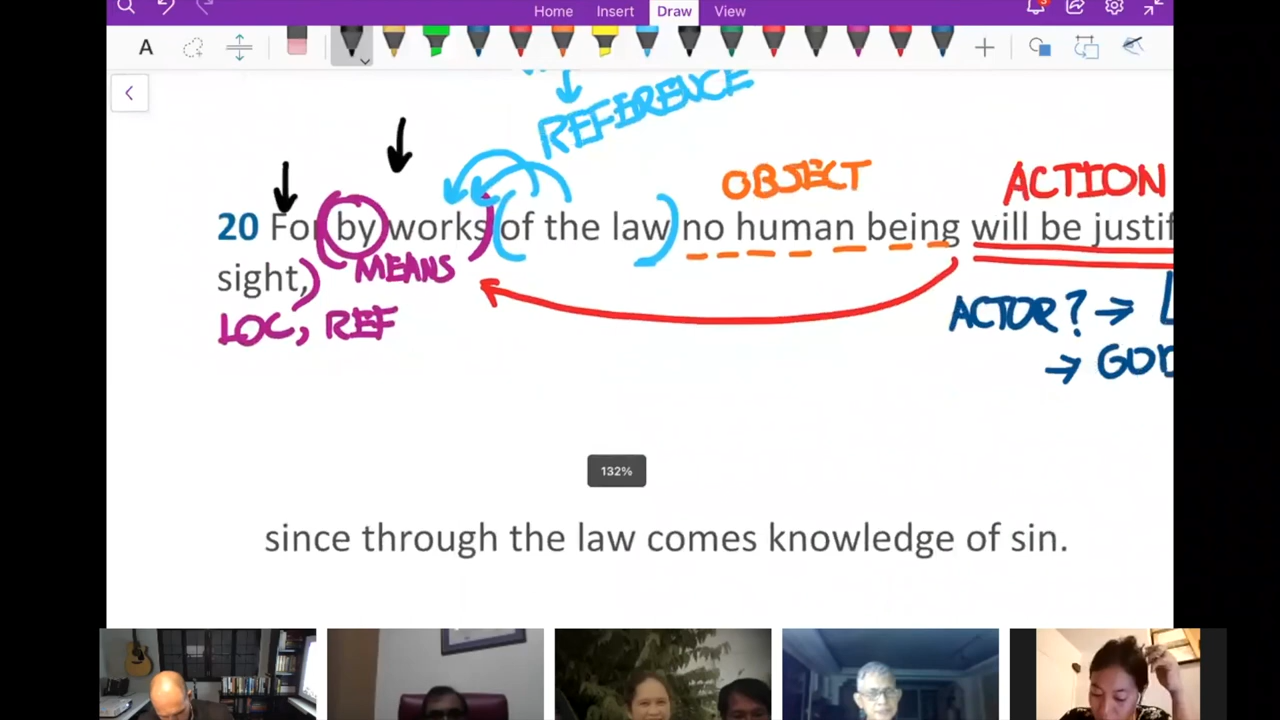 Home Insert Draw View
A
REFERENCE
OBJECT ACTION
20 For by works of the law no human being will be justif
MEANS
sight,
LOC, REF
ACTOR? →
→ GOD
132%
since through the law comes knowledge of sin.